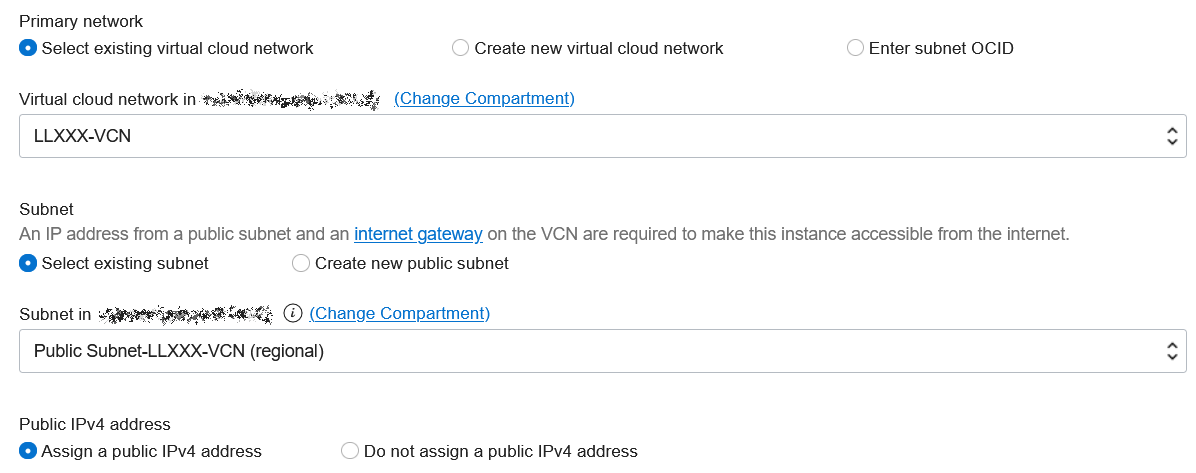 Primary network
Select existing virtual cloud network Create new virtual cloud network Enter subnet OCID
Virtual cloud network in (Change Compartment)
LLXXX-VCN
Subnet
An IP address from a public subnet and an internet gateway on the VCN are required to make this instance accessible from the internet.
Select existing subnet Create new public subnet
Subnet in i (Change Compartment)
Public Subnet-LLXXX-VCN (regional)
Public IPv4 address
Assign a public IPv4 address Do not assign a public IPv4 address